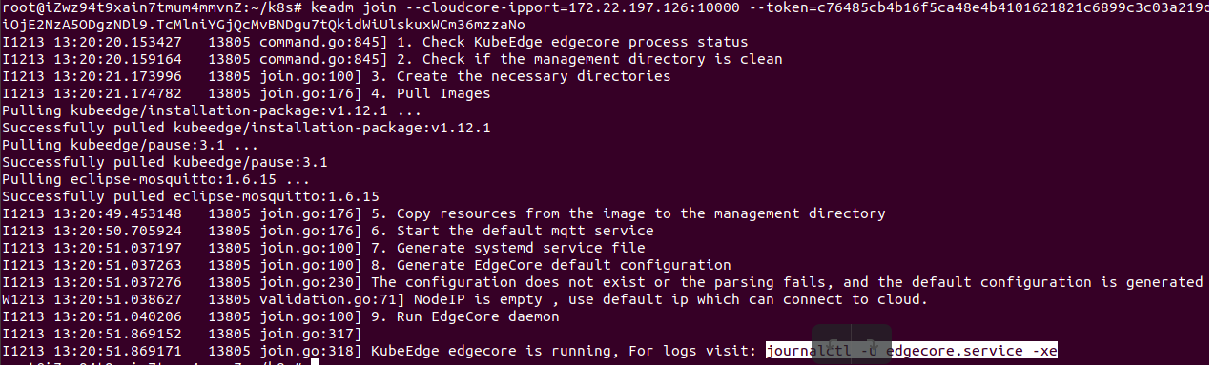 root@iZwz94t9xain7tmum4mmvnZ:~/k8s# keadm join --cloudcore-ipport=172.22.197.126:10000 --token=c76485cb4b16f5ca48e4b4101621821c6899c3c03a219d
iOjE2NzA5ODgzNDl9.TcMlniYGjQcMvBNDgu7tQkidWiUlskuxWCm36mzzaNo
I1213 13:20:20.153427   13805 command.go:845] 1. Check KubeEdge edgecore process status
I1213 13:20:20.159164   13805 command.go:845] 2. Check if the management directory is clean
I1213 13:20:21.173996   13805 join.go:100] 3. Create the necessary directories
I1213 13:20:21.174782   13805 join.go:176] 4. Pull Images
Pulling kubeedge/installation-package:v1.12.1 ...
Successfully pulled kubeedge/installation-package:v1.12.1
Pulling kubeedge/pause:3.1 ...
Successfully pulled kubeedge/pause:3.1
Pulling eclipse-mosquitto:1.6.15 ...
Successfully pulled eclipse-mosquitto:1.6.15
I1213 13:20:49.453148   13805 join.go:176] 5. Copy resources from the image to the management directory
I1213 13:20:50.705924   13805 join.go:176] 6. Start the default mqtt service
I1213 13:20:51.037197   13805 join.go:100] 7. Generate systemd service file
I1213 13:20:51.037263   13805 join.go:100] 8. Generate EdgeCore default configuration
I1213 13:20:51.037276   13805 join.go:230] The configuration does not exist or the parsing fails, and the default configuration is generated
W1213 13:20:51.038627   13805 validation.go:71] NodeIP is empty , use default ip which can connect to cloud.
I1213 13:20:51.040206   13805 join.go:100] 9. Run EdgeCore daemon
I1213 13:20:51.869152   13805 join.go:317]
I1213 13:20:51.869171   13805 join.go:318] KubeEdge edgecore is running, For logs visit: journalctl -u edgecore.service -xe